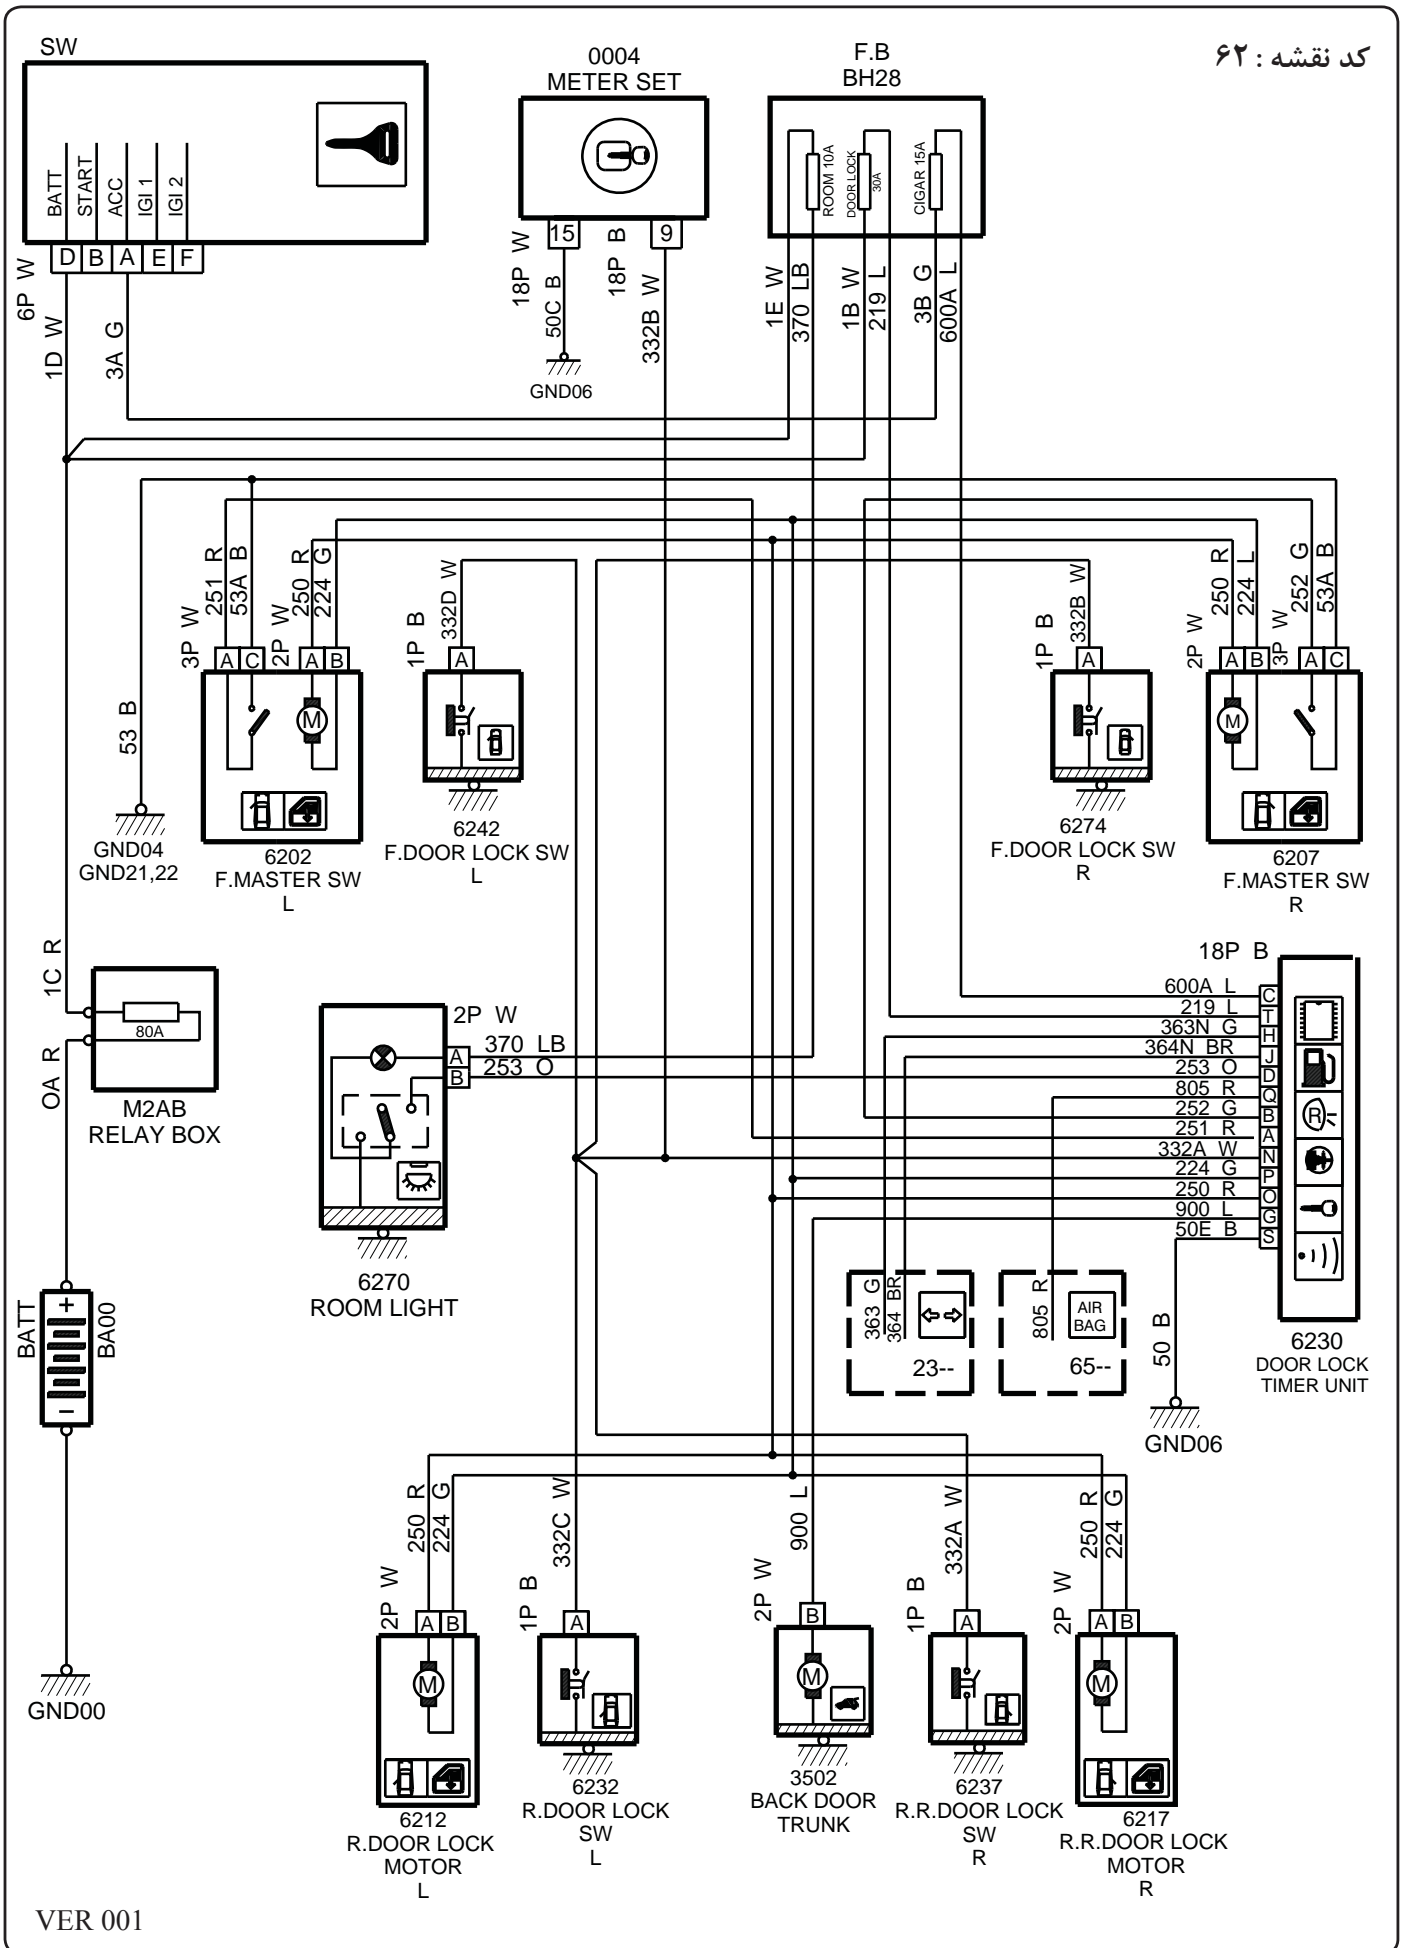 کد نقشه : ۶۲
SW
BATT
START
ACC
IGI 1
IGI 2
D B A E F
6P W
1D W
3A G
0004
METER SET
15
9
18P W
50C B
18P B
332B W
GND06
F.B
BH28
ROOM 10A
DOOR LOCK
30A
CIGAR 15A
1E W
370 LB
1B W
219 L
3B G
600A L
3P W
251 R
53A B
2P W
250 R
224 G
A C A B
M
6202
F.MASTER SW
L
53 B
GND04
GND21,22
1P B
332D W
A
6242
F.DOOR LOCK SW
L
1P B
332B W
A
6274
F.DOOR LOCK SW
R
2P W
250 R
224 L
3P W
252 G
53A B
A B A C
M
6207
F.MASTER SW
R
1C R
80A
OA R
M2AB
RELAY BOX
2P W
A
370 LB
B
253 O
6270
ROOM LIGHT
18P B
600A L C
219 L T
363N G H
364N BR J
253 O D
805 R Q
252 G B
251 R A
332A W N
224 G P
250 R O
900 L G
50E B S
R
6230
DOOR LOCK
TIMER UNIT
363 G
364 BR
23--
805 R
AIR
BAG
65--
50 B
GND06
BATT
+
−
BA00
GND00
2P W
250 R
224 G
A B
M
6212
R.DOOR LOCK
MOTOR
L
1P B
332C W
A
6232
R.DOOR LOCK
SW
L
2P W
900 L
B
M
3502
BACK DOOR
TRUNK
1P B
332A W
A
6237
R.R.DOOR LOCK
SW
R
2P W
250 R
224 G
A B
M
6217
R.R.DOOR LOCK
MOTOR
R
VER 001